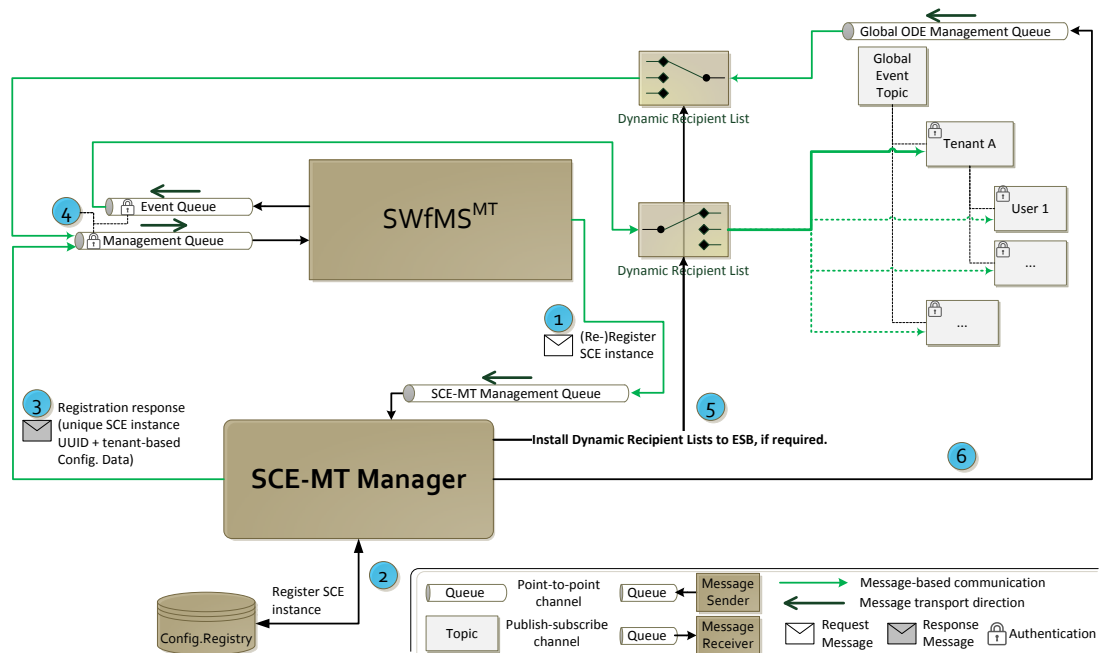 Global ODE Management Queue
Global
Event
Topic
Dynamic Recipient List
Tenant A
User 1
...
...
4
Event Queue
Management Queue
SWfMS^MT
Dynamic Recipient List
1
(Re-)Register
SCE instance
SCE-MT Management Queue
3
Registration response
(unique SCE instance
UUID + tenant-based
Config. Data)
5
Install Dynamic Recipient Lists to ESB, if required.
6
SCE-MT Manager
2
Register SCE
instance
Config.Registry
Queue
Point-to-point
channel
Queue
Message
Sender
Message-based communication
Message transport direction
Topic
Publish-subscribe
channel
Queue
Message
Receiver
Request
Message
Response
Message
Authentication